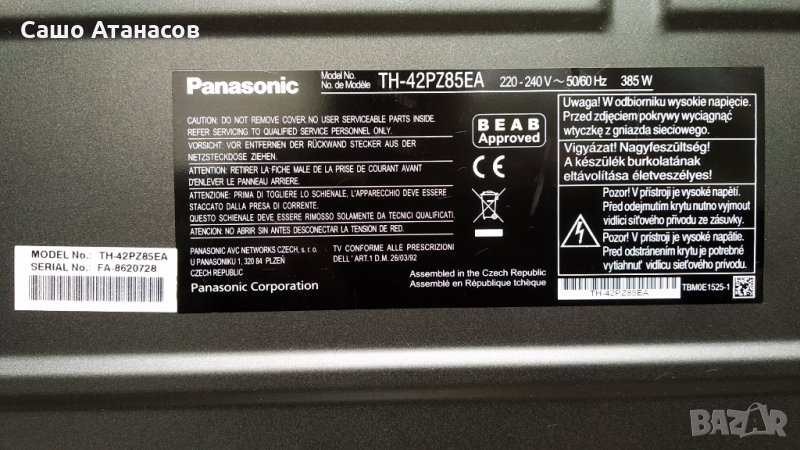 Сашо Атанасов
Panasonic
Model No.
No. de Modèle
TH-42PZ85EA
220 - 240 V ~ 50/60 Hz
385 W
CAUTION: DO NOT REMOVE COVER NO USER SERVICEABLE PARTS INSIDE.
REFER SERVICING TO QUALIFIED SERVICE PERSONNEL ONLY.
VORSICHT: VOR ENTFERNEN DER RÜCKWAND STECKER AUS DER
NETZSTECKDOSE ZIEHEN.
ATTENTION: RETIRER LA FICHE MALE DE LA PRISE DE COURANT AVANT
D'ENLEVER LE PANNEAU ARRIERE.
ATTENZIONE: PRIMA DI TOGLIERE LO SCHIENALE, L'APPARECCHIO DEVE ESSERE
STACCATO DALLA PRESA DI CORRENTE.
QUESTO SCHIENALE DEVE ESSERE RIMOSSO SOLAMENTE DA TECNICI QUALIFICATI.
ATENCION: NO ABRIR SIN ANTES DESCONECTAR LA TENSION DE RED.
PANASONIC AVC NETWORKS CZECH, s. r. o.
U PANASONIKU 1, 320 84 PLZEŇ
CZECH REPUBLIC
TV CONFORME ALLE PRESCRIZIONI
DELL' ART.1 D.M. 26/03/92
Panasonic Corporation
Assembled in the Czech Republic
Assemblé en République tchèque
BEAB
Approved
CE
Uwaga! W odbiorniku wysokie napięcie.
Przed zdjęciem pokrywy wyciągnąć
wtyczkę z gniazda sieciowego.
Vigyázat! Nagyfeszültség!
A készülék burkolatának
eltávolítása életveszélyes!
Pozor! V přístroji je vysoké napětí.
Před odejmutím krytu nutno vyjmout
vidlici síťového přívodu ze zásuvky.
Pozor! V prístroji je vysoké napätie.
Pred odstránením krytu je potrebné
vytiahnuť vidlicu sieťového prívodu.
TH-42PZ85EA
TBM0E1525-1
MODEL No.: TH-42PZ85EA
SERIAL No.: FA-8620728
BAZAR